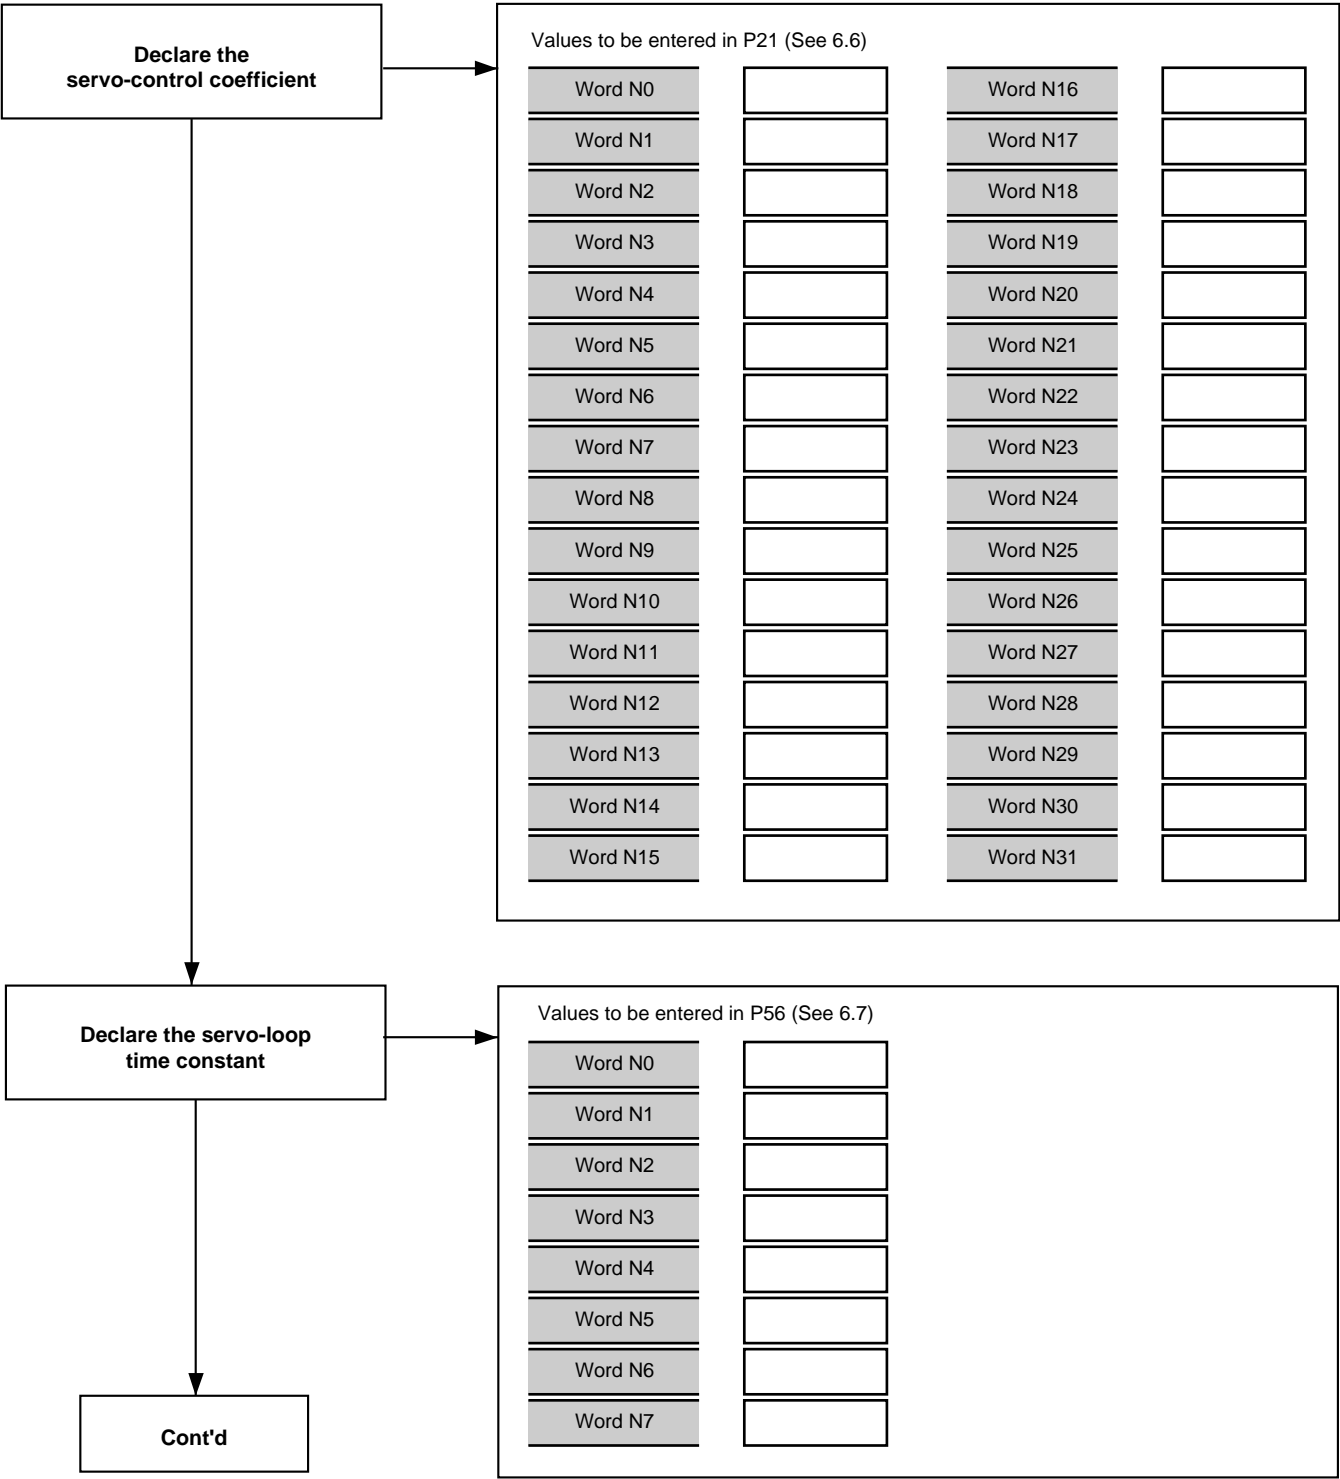 Declare the
servo-control coefficient
Values to be entered in P21 (See 6.6)
Word N0
Word N16
Word N1
Word N17
Word N2
Word N18
Word N3
Word N19
Word N4
Word N20
Word N5
Word N21
Word N6
Word N22
Word N7
Word N23
Word N8
Word N24
Word N9
Word N25
Word N10
Word N26
Word N11
Word N27
Word N12
Word N28
Word N13
Word N29
Word N14
Word N30
Word N15
Word N31
Declare the servo-loop
time constant
Values to be entered in P56 (See 6.7)
Word N0
Word N1
Word N2
Word N3
Word N4
Word N5
Word N6
Word N7
Cont'd